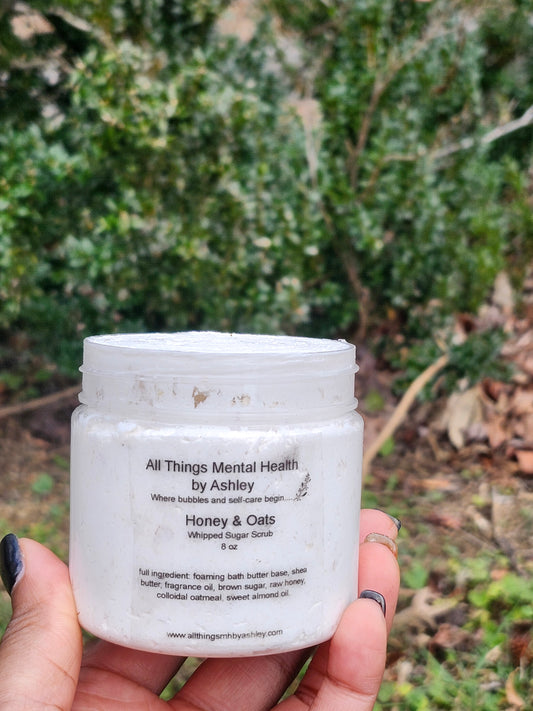 All Things Mental Health
by Ashley
Where bubbles and self-care begin.....
Honey & Oats
Whipped Sugar Scrub
8 oz
full ingredient: foaming bath butter base, shea
butter, fragrance oil, brown sugar, raw honey,
colloidal oatmeal, sweet almond oil.
www.allthingsmhbyashley.com